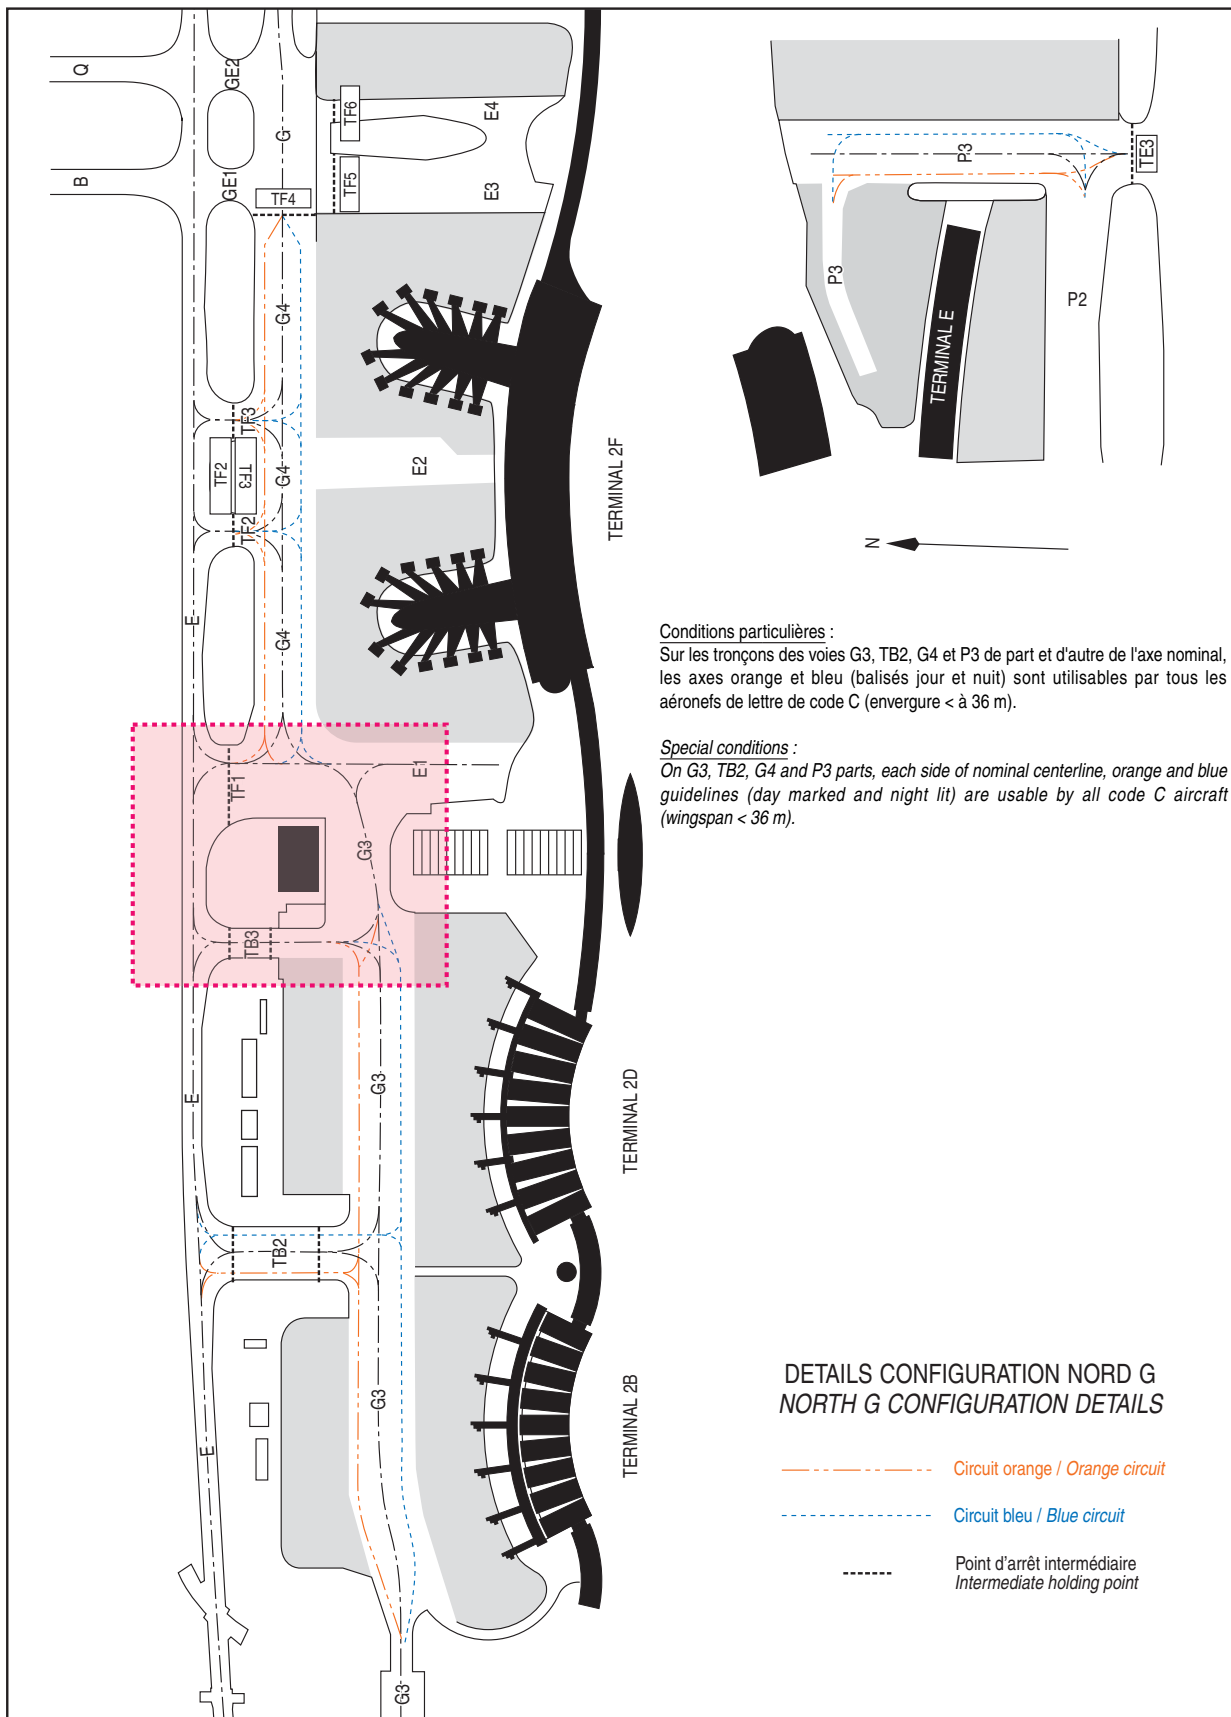 Q
GE2
G
TF6
E4
B
GE1
TF4
TF5
E3
G4
TF3
TF2
TF3
G4
E2
TF2
E
G4
TERMINAL 2F
TF1
E1
G3
TB3
E
G3
TERMINAL 2D
TB2
G3
E
TERMINAL 2B
G3
P3
TE3
P3
P2
TERMINAL E
N
Conditions particulières :
Sur les tronçons des voies G3, TB2, G4 et P3 de part et d'autre de l'axe nominal,
les axes orange et bleu (balisés jour et nuit) sont utilisables par tous les
aéronefs de lettre de code C (envergure < à 36 m).
Special conditions :
On G3, TB2, G4 and P3 parts, each side of nominal centerline, orange and blue
guidelines (day marked and night lit) are usable by all code C aircraft
(wingspan < 36 m).
DETAILS CONFIGURATION NORD G
NORTH G CONFIGURATION DETAILS
Circuit orange / Orange circuit
Circuit bleu / Blue circuit
Point d'arrêt intermédiaire
Intermediate holding point